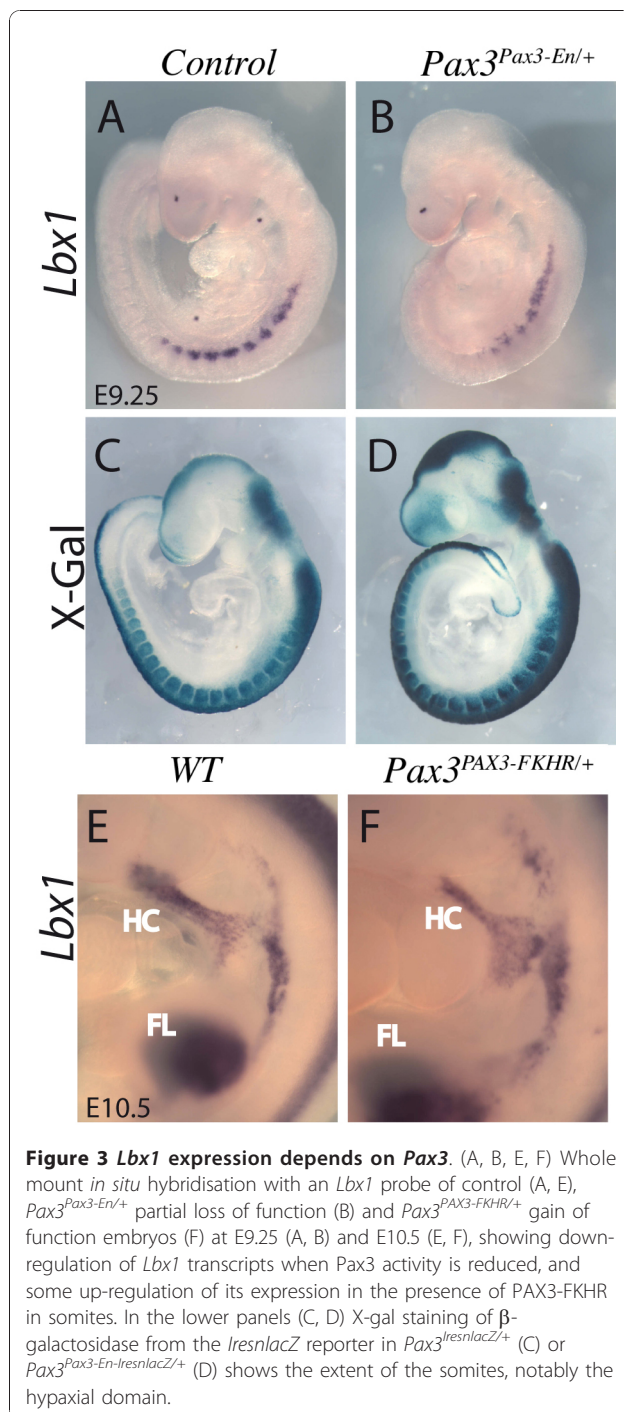 Control Pax3Pax3-En/+
A B
Lbx1
E9.25
C D
X-Gal
WT Pax3PAX3-FKHR/+
E F
Lbx1
HC HC
FL FL
E10.5
Figure 3 Lbx1 expression depends on Pax3. (A, B, E, F) Whole
mount in situ hybridisation with an Lbx1 probe of control (A, E),
Pax3Pax3-En/+ partial loss of function (B) and Pax3PAX3-FKHR/+ gain of
function embryos (F) at E9.25 (A, B) and E10.5 (E, F), showing down-
regulation of Lbx1 transcripts when Pax3 activity is reduced, and
some up-regulation of its expression in the presence of PAX3-FKHR
in somites. In the lower panels (C, D) X-gal staining of β-
galactosidase from the IresnlacZ reporter in Pax3IresnlacZ/+ (C) or
Pax3Pax3-En-IresnlacZ/+ (D) shows the extent of the somites, notably the
hypaxial domain.